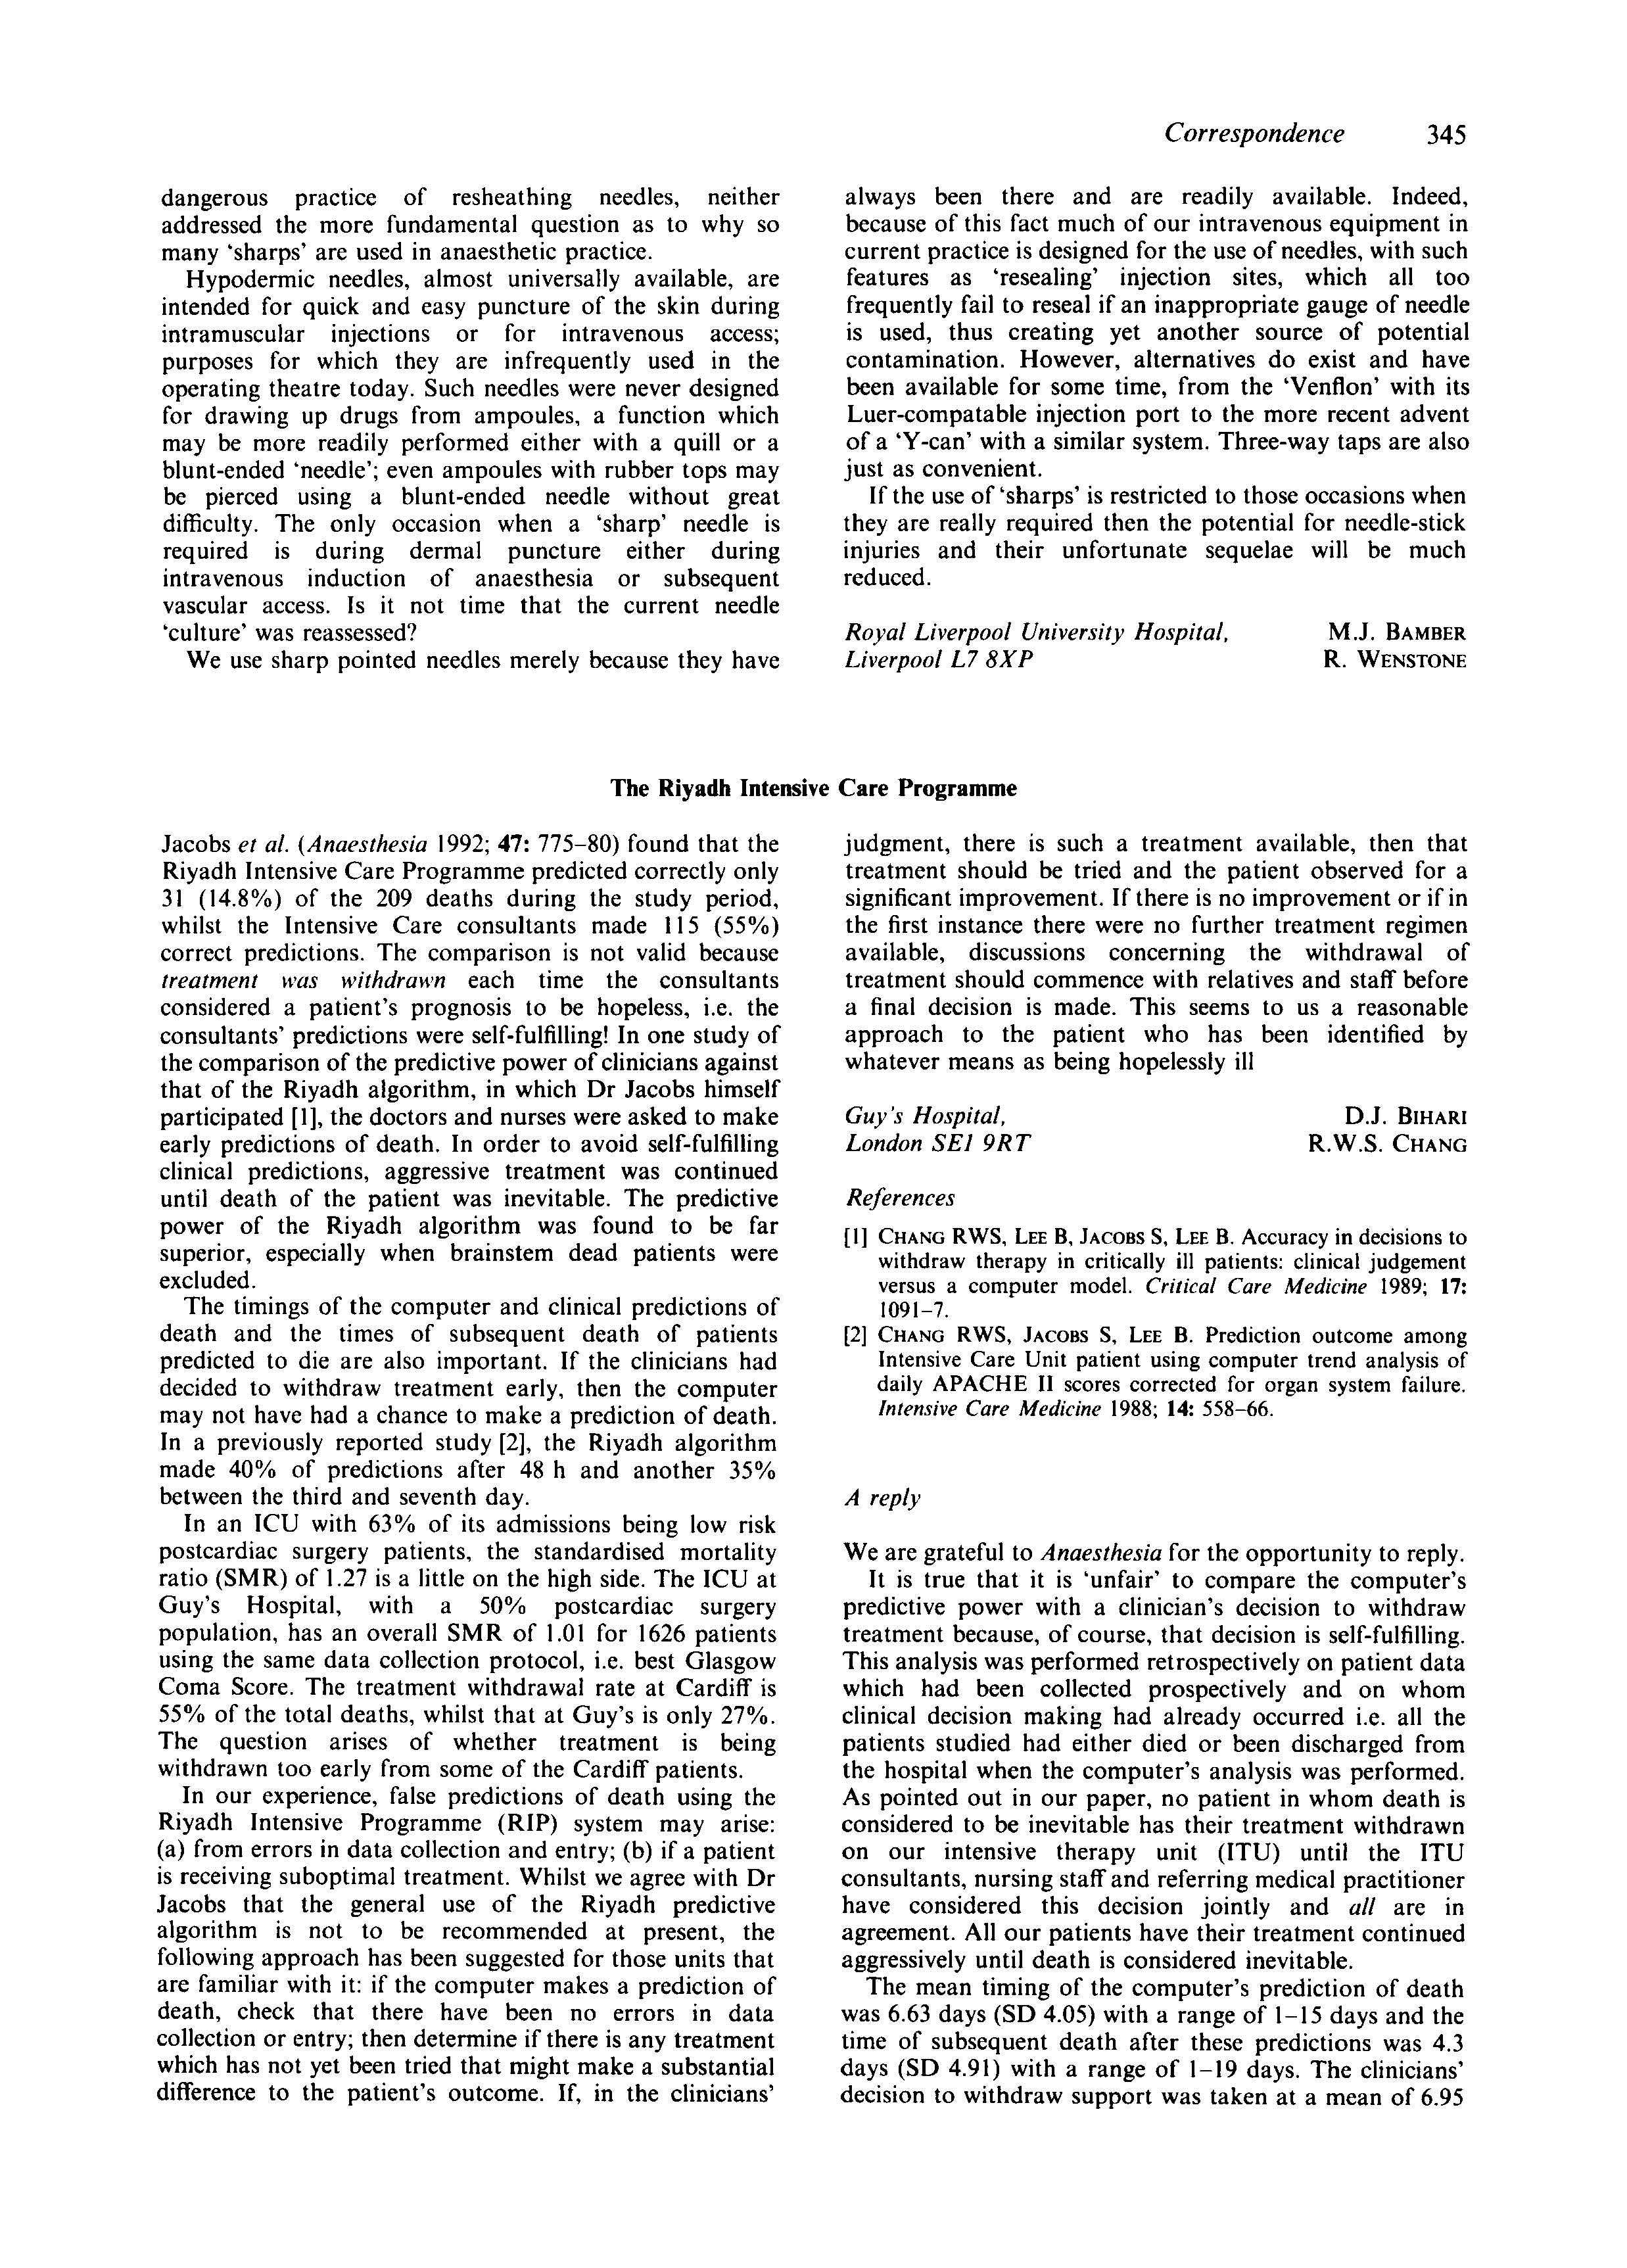 Correspondence 345
dangerous practice of resheathing needles, neither
addressed the more fundamental question as to why so
many ‘sharps’ are used in anaesthetic practice.
Hypodermic needles, almost universally available, are
intended for quick and easy puncture of the skin during
intramuscular injections or for intravenous access;
purposes for which they are infrequently used in the
operating theatre today. Such needles were never designed
for drawing up drugs from ampoules, a function which
may be more readily performed either with a quill or a
blunt-ended ‘needle’; even ampoules with rubber tops may
be pierced using a blunt-ended needle without great
difficulty. The only occasion when a ‘sharp’ needle is
required is during dermal puncture either during
intravenous induction of anaesthesia or subsequent
vascular access. Is it not time that the current needle
‘culture’ was reassessed?
We use sharp pointed needles merely because they have
always been there and are readily available. Indeed,
because of this fact much of our intravenous equipment in
current practice is designed for the use of needles, with such
features as ‘resealing’ injection sites, which all too
frequently fail to reseal if an inappropriate gauge of needle
is used, thus creating yet another source of potential
contamination. However, alternatives do exist and have
been available for some time, from the ‘Venflon’ with its
Luer-compatable injection port to the more recent advent
of a ‘Y-can’ with a similar system. Three-way taps are also
just as convenient.
If the use of ‘sharps’ is restricted to those occasions when
they are really required then the potential for needle-stick
injuries and their unfortunate sequelae will be much
reduced.
Royal Liverpool University Hospital, M.J. BAMBER
Liverpool L7 8XP R. WENSTONE
The Riyadh Intensive Care Programme
Jacobs et al. (Anaesthesia 1992; 47: 775–80) found that the
Riyadh Intensive Care Programme predicted correctly only
31 (14.8%) of the 209 deaths during the study period,
whilst the Intensive Care consultants made 115 (55%)
correct predictions. The comparison is not valid because
treatment was withdrawn each time the consultants
considered a patient’s prognosis to be hopeless, i.e. the
consultants’ predictions were self-fulfilling! In one study of
the comparison of the predictive power of clinicians against
that of the Riyadh algorithm, in which Dr Jacobs himself
participated [1], the doctors and nurses were asked to make
early predictions of death. In order to avoid self-fulfilling
clinical predictions, aggressive treatment was continued
until death of the patient was inevitable. The predictive
power of the Riyadh algorithm was found to be far
superior, especially when brainstem dead patients were
excluded.
The timings of the computer and clinical predictions of
death and the times of subsequent death of patients
predicted to die are also important. If the clinicians had
decided to withdraw treatment early, then the computer
may not have had a chance to make a prediction of death.
In a previously reported study [2], the Riyadh algorithm
made 40% of predictions after 48 h and another 35%
between the third and seventh day.
In an ICU with 63% of its admissions being low risk
postcardiac surgery patients, the standardised mortality
ratio (SMR) of 1.27 is a little on the high side. The ICU at
Guy’s Hospital, with a 50% postcardiac surgery
population, has an overall SMR of 1.01 for 1626 patients
using the same data collection protocol, i.e. best Glasgow
Coma Score. The treatment withdrawal rate at Cardiff is
55% of the total deaths, whilst that at Guy’s is only 27%.
The question arises of whether treatment is being
withdrawn too early from some of the Cardiff patients.
In our experience, false predictions of death using the
Riyadh Intensive Programme (RIP) system may arise:
(a) from errors in data collection and entry; (b) if a patient
is receiving suboptimal treatment. Whilst we agree with Dr
Jacobs that the general use of the Riyadh predictive
algorithm is not to be recommended at present, the
following approach has been suggested for those units that
are familiar with it: if the computer makes a prediction of
death, check that there have been no errors in data
collection or entry; then determine if there is any treatment
which has not yet been tried that might make a substantial
difference to the patient’s outcome. If, in the clinicians’
judgment, there is such a treatment available, then that
treatment should be tried and the patient observed for a
significant improvement. If there is no improvement or if in
the first instance there were no further treatment regimen
available, discussions concerning the withdrawal of
treatment should commence with relatives and staff before
a final decision is made. This seems to us a reasonable
approach to the patient who has been identified by
whatever means as being hopelessly ill
Guy’s Hospital, D.J. BIHARI
London SE1 9RT R.W.S. CHANG
References
[1] CHANG RWS, LEE B, JACOBS S, LEE B. Accuracy in decisions to
withdraw therapy in critically ill patients: clinical judgement
versus a computer model. Critical Care Medicine 1989; 17:
1091–7.
[2] CHANG RWS, JACOBS S, LEE B. Prediction outcome among
Intensive Care Unit patient using computer trend analysis of
daily APACHE II scores corrected for organ system failure.
Intensive Care Medicine 1988; 14: 558–66.
A reply
We are grateful to Anaesthesia for the opportunity to reply.
It is true that it is ‘unfair’ to compare the computer’s
predictive power with a clinician’s decision to withdraw
treatment because, of course, that decision is self-fulfilling.
This analysis was performed retrospectively on patient data
which had been collected prospectively and on whom
clinical decision making had already occurred i.e. all the
patients studied had either died or been discharged from
the hospital when the computer’s analysis was performed.
As pointed out in our paper, no patient in whom death is
considered to be inevitable has their treatment withdrawn
on our intensive therapy unit (ITU) until the ITU
consultants, nursing staff and referring medical practitioner
have considered this decision jointly and all are in
agreement. All our patients have their treatment continued
aggressively until death is considered inevitable.
The mean timing of the computer’s prediction of death
was 6.63 days (SD 4.05) with a range of 1–15 days and the
time of subsequent death after these predictions was 4.3
days (SD 4.91) with a range of 1–19 days. The clinicians’
decision to withdraw support was taken at a mean of 6.95